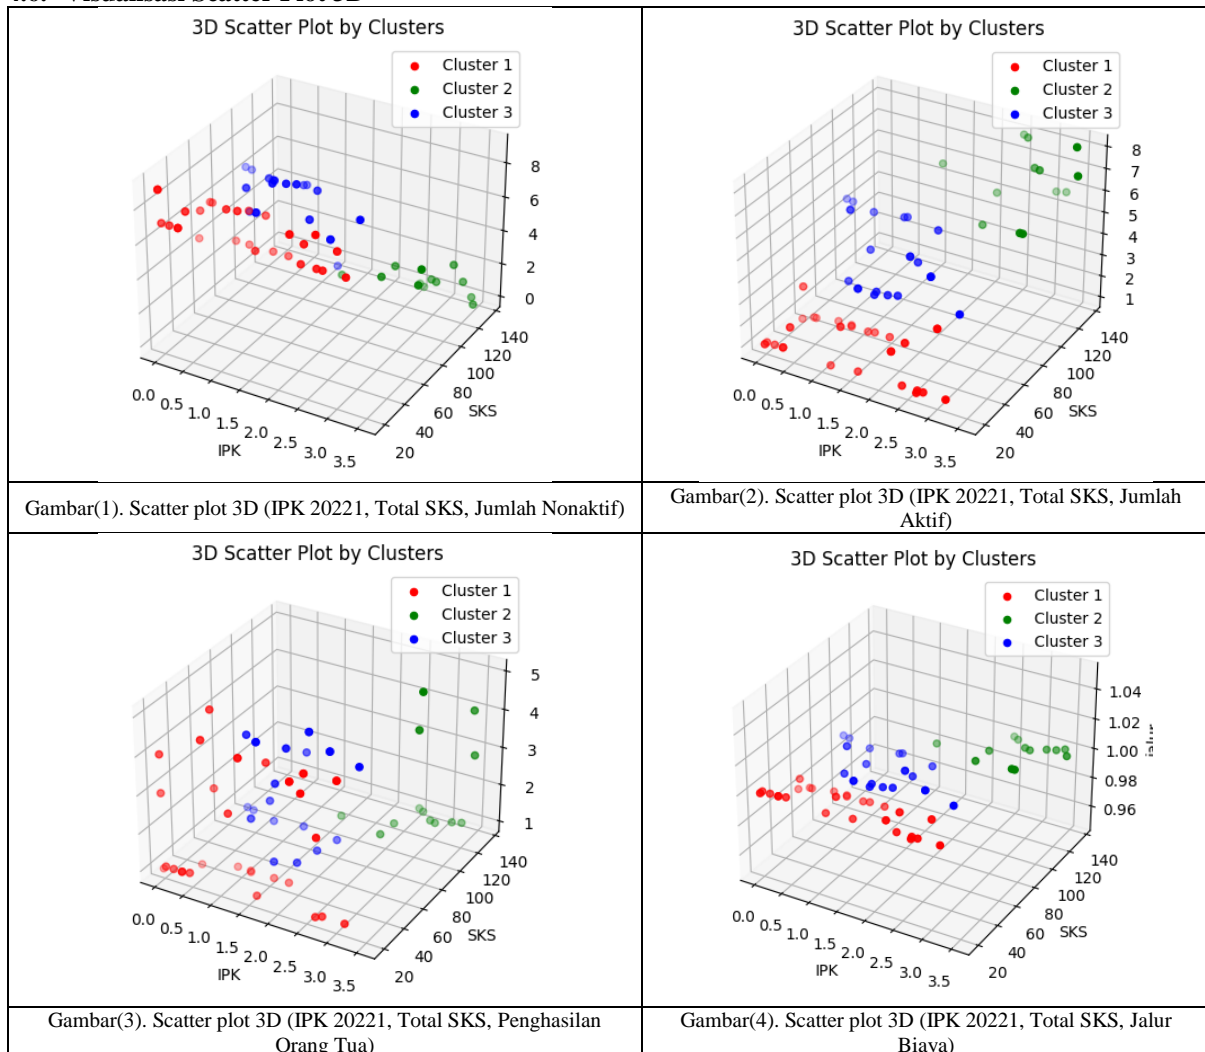 4.6. Visualisasi Scatter Plot 3D
3D Scatter Plot by Clusters
Cluster 1
Cluster 2
Cluster 3
8
6
4
2
0
140
120
100
80
60
40
20
SKS
0.0
0.5
1.0
1.5
2.0
2.5
3.0
3.5
IPK
Gambar(1). Scatter plot 3D (IPK 20221, Total SKS, Jumlah Nonaktif)
3D Scatter Plot by Clusters
Cluster 1
Cluster 2
Cluster 3
8
7
6
5
4
3
2
1
140
120
100
80
60
40
20
SKS
0.0
0.5
1.0
1.5
2.0
2.5
3.0
3.5
IPK
Gambar(2). Scatter plot 3D (IPK 20221, Total SKS, Jumlah
Aktif)
3D Scatter Plot by Clusters
Cluster 1
Cluster 2
Cluster 3
5
4
3
2
1
140
120
100
80
60
40
20
SKS
0.0
0.5
1.0
1.5
2.0
2.5
3.0
3.5
IPK
Gambar(3). Scatter plot 3D (IPK 20221, Total SKS, Penghasilan
Orang Tua)
3D Scatter Plot by Clusters
Cluster 1
Cluster 2
Cluster 3
1.04
1.02
1.00
0.98
0.96
jalur
140
120
100
80
60
40
20
SKS
0.0
0.5
1.0
1.5
2.0
2.5
3.0
3.5
IPK
Gambar(4). Scatter plot 3D (IPK 20221, Total SKS, Jalur
Biaya)